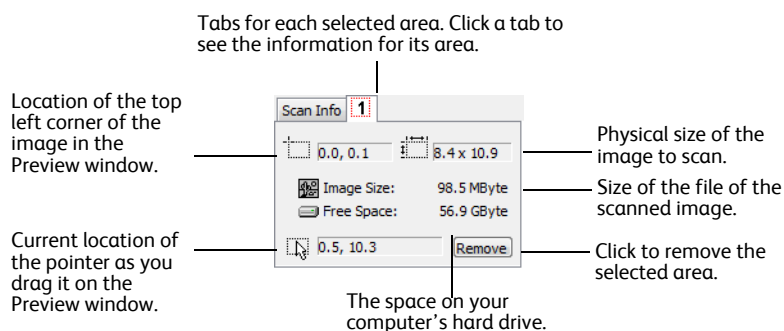 Tabs for each selected area. Click a tab to
see the information for its area.
Location of the top
left corner of the
image in the
Preview window.
Scan Info 1
0.0, 0.1 8.4 x 10.9
Physical size of the
image to scan.
Image Size: 98.5 MByte
Size of the file of the
scanned image.
Free Space: 56.9 GByte
Current location of
the pointer as you
drag it on the
Preview window.
0.5, 10.3 Remove
Click to remove the
selected area.
The space on your
computer’s hard drive.